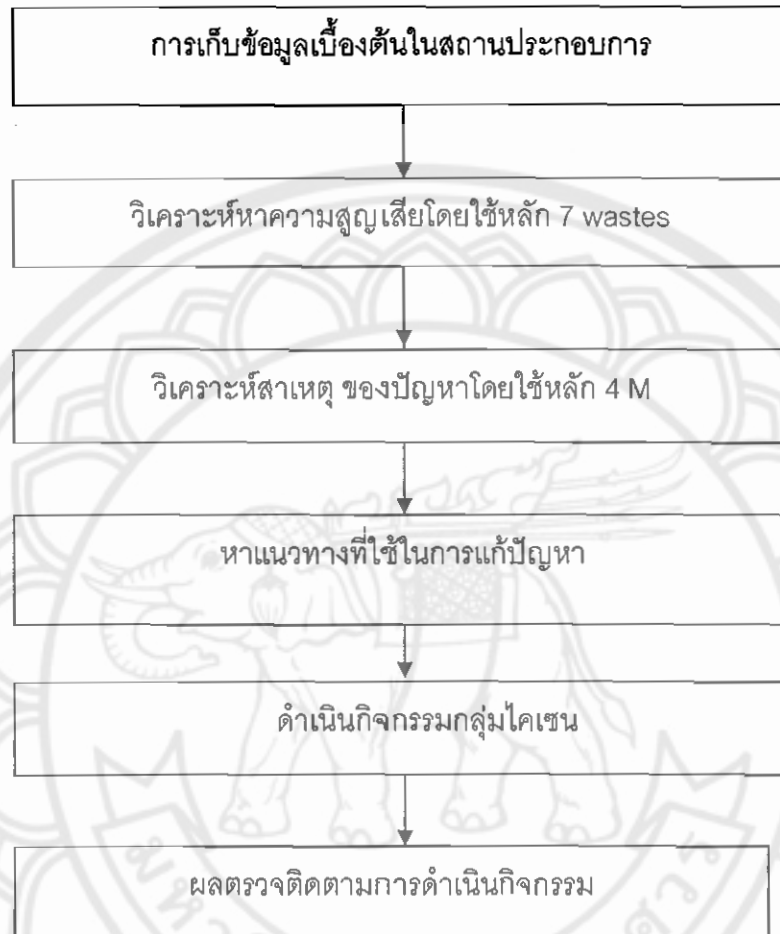 การเก็บข้อมูลเบื้องต้นในสถานประกอบการ
วิเคราะห์หาความสูญเสียโดยใช้หลัก 7 wastes
วิเคราะห์สาเหตุ ของปัญหาโดยใช้หลัก 4 M
หาแนวทางที่ใช้ในการแก้ปัญหา
ดำเนินกิจกรรมกลุ่มไคเซน
ผลตรวจติดตามการดำเนินกิจกรรม